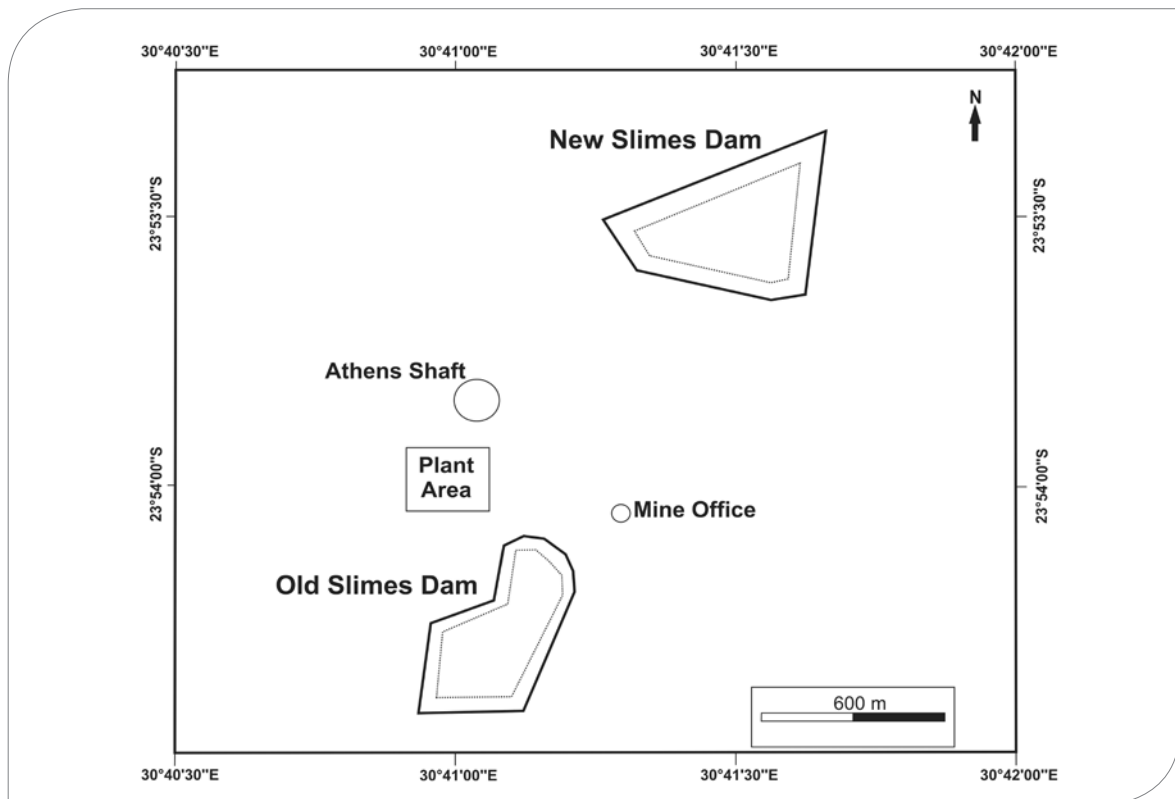 30°40'30"E 30°41'00"E 30°41'30"E 30°42'00"E
N
New Slimes Dam
23°53'30"S 23°53'30"S
Athens Shaft
Plant
Area
23°54'00"S 23°54'00"S
Mine Office
Old Slimes Dam
600 m
30°40'30"E 30°41'00"E 30°41'30"E 30°42'00"E